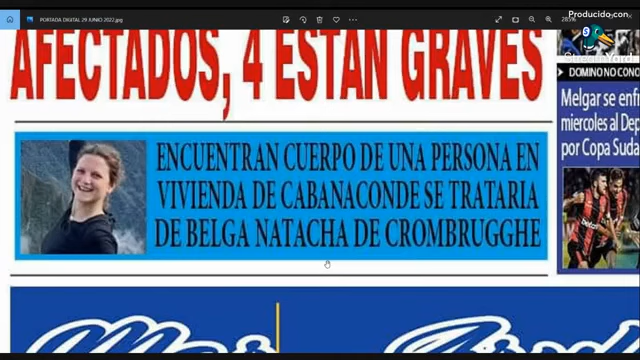 PORTADA DIGITAL 29 JUNIO 2022.jpg
285%
Producido con
AFECTADOS, 4 ESTAN GRAVES
ENCUENTRAN CUERPO DE UNA PERSONA EN
VIVIENDA DE CABANACONDE SE TRATARIA
DE BELGA NATACHA DE CROMBRUGGHE
DOMINO NO CON
Melgar se enfr
miercoles al Dep
por Copa Suda